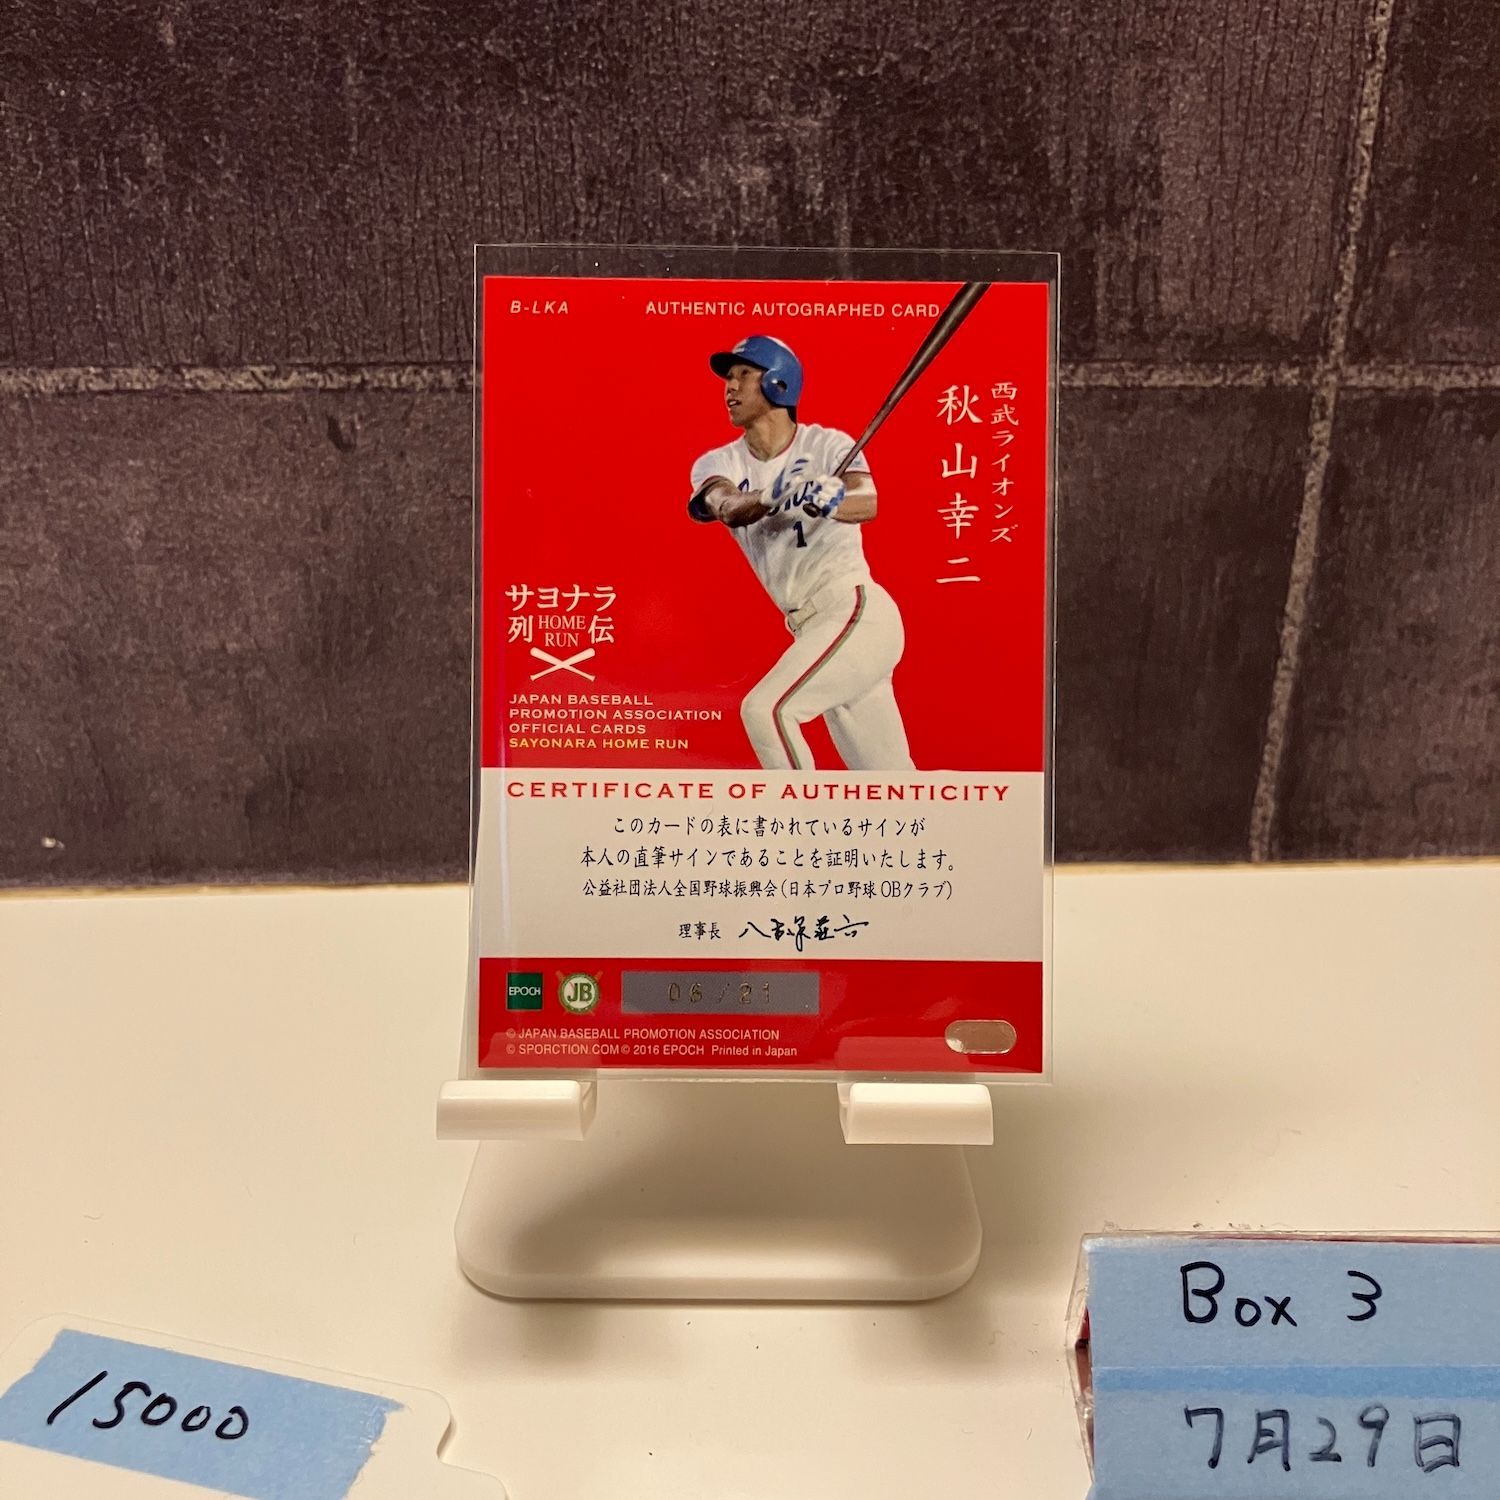 B-LKA
AUTHENTIC AUTOGRAPHED CARD
西武ライオンズ
秋山幸二
1
サヨナラ
列 HOME RUN 伝
JAPAN BASEBALL
PROMOTION ASSOCIATION
OFFICIAL CARDS
SAYONARA HOME RUN
CERTIFICATE OF AUTHENTICITY
このカードの表に書かれているサインが
本人の直筆サインであることを証明いたします。
公益社団法人全国野球振興会(日本プロ野球OBクラブ)
理事長
EPOCH
JB
06/21
© JAPAN BASEBALL PROMOTION ASSOCIATION
© SPORCTION.COM © 2016 EPOCH Printed in Japan
15000
Box 3
7月29日